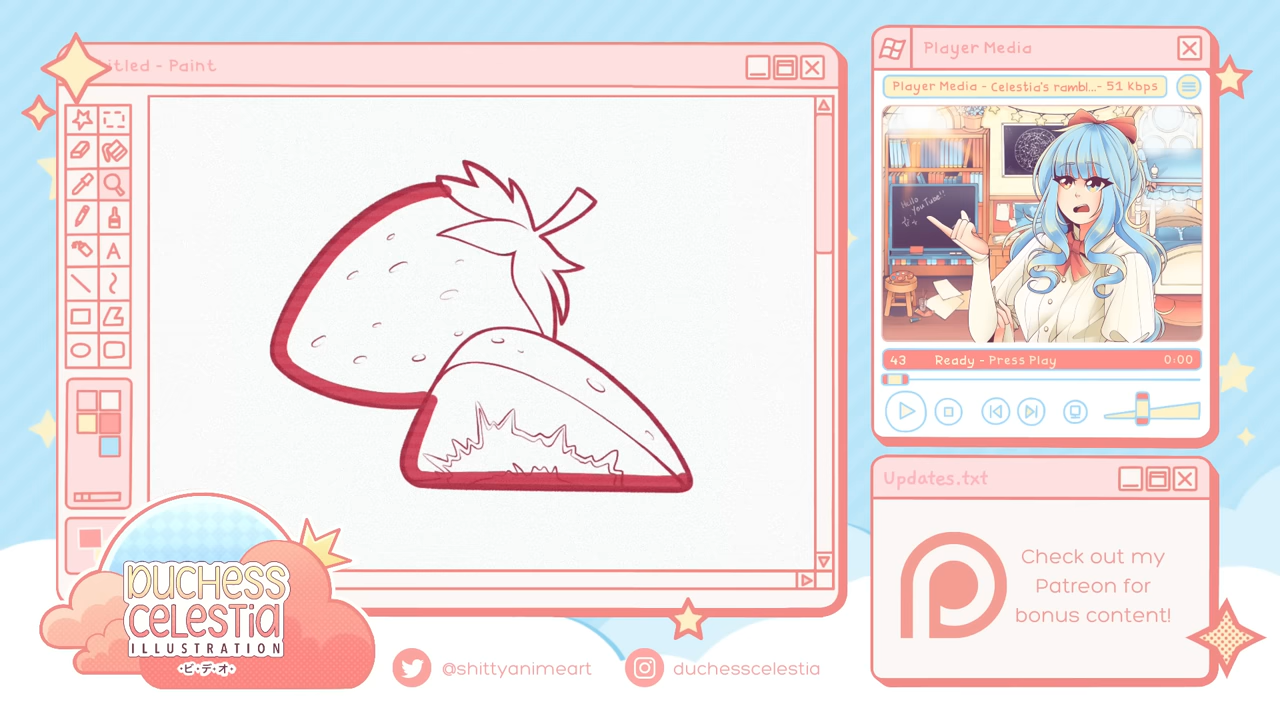 titled - Paint
Player Media
Player Media - Celestia's rambl...- 51 Kbps
Hello
YouTube!!
A
43 Ready - Press Play 0:00
Updates.txt
Check out my
Patreon for
bonus content!
DUCHESS
CELESTIA
ILLUSTRATION
・ビ・デ・オ・
@shittyanimeart
duchesscelestia